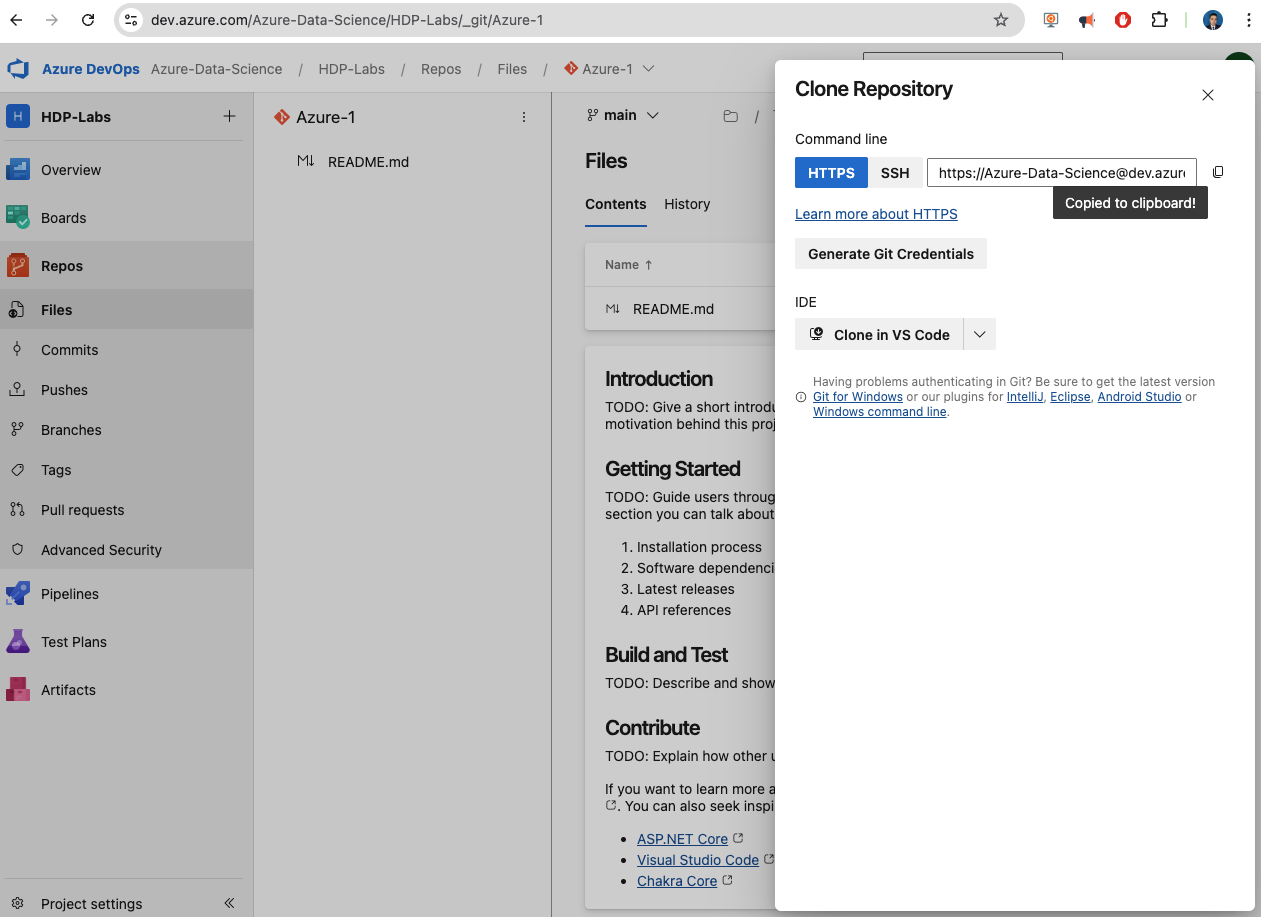 dev.azure.com/Azure-Data-Science/HDP-Labs/_git/Azure-1
Azure DevOps Azure-Data-Science / HDP-Labs / Repos / Files / Azure-1
H HDP-Labs
Overview
Boards
Repos
Files
Commits
Pushes
Branches
Tags
Pull requests
Advanced Security
Pipelines
Test Plans
Artifacts
Project settings
Azure-1
README.md
main /
Files
Contents History
Name ↑
README.md
Introduction
TODO: Give a short
motivation behind this
Getting Started
TODO: Guide users
section you can talk about
1. Installation process
2. Software
3. Latest releases
4. API references
Build and Test
TODO: Describe and show
Contribute
TODO: Explain how other
If you want to learn more
. You can also seek
ASP.NET Core
Visual Studio Code
Chakra Core
Clone Repository
Command line
HTTPS SSH https://Azure-Data-Science@dev.azure
Copied to clipboard!
Learn more about HTTPS
Generate Git Credentials
IDE
Clone in VS Code
Having problems authenticating in Git? Be sure to get the latest version
Git for Windows or our plugins for IntelliJ, Eclipse, Android Studio or
Windows command line.